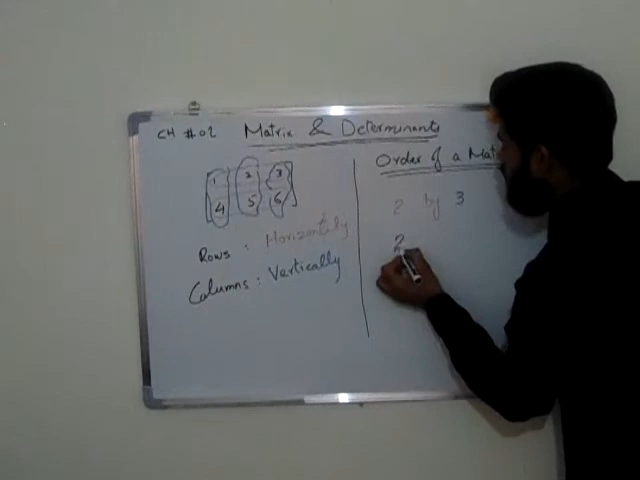 CH # 02 Matrix & Determinants
1 2 3
4 5 6
Rows : Horizontally
Columns : Vertically
Order of a Mat
2 by 3
2